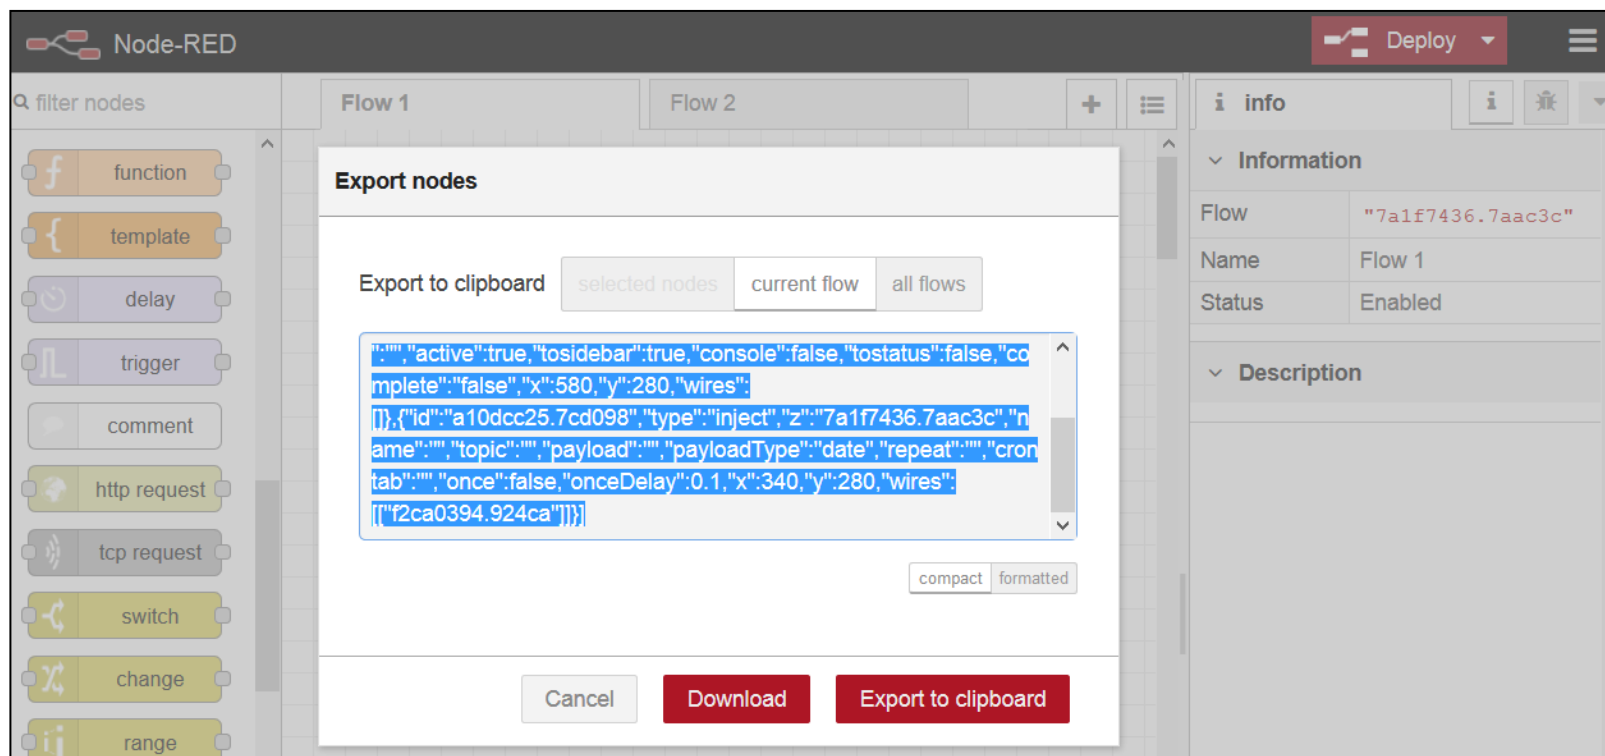 Node-RED
Deploy
filter nodes
Flow 1
Flow 2
info
function
template
delay
trigger
comment
http request
tcp request
switch
change
range
Export nodes
Export to clipboard
selected nodes
current flow
all flows
":"","active":true,"tosidebar":true,"console":false,"tostatus":false,"co
mplete":"false","x":580,"y":280,"wires":
[]},{"id":"a10dcc25.7cd098","type":"inject","z":"7a1f7436.7aac3c","n
ame":"","topic":"","payload":"","payloadType":"date","repeat":"","cron
tab":"","once":false,"onceDelay":0.1,"x":340,"y":280,"wires":
[["f2ca0394.924ca"]]}]
compact
formatted
Cancel
Download
Export to clipboard
Information
Flow
"7a1f7436.7aac3c"
Name
Flow 1
Status
Enabled
Description